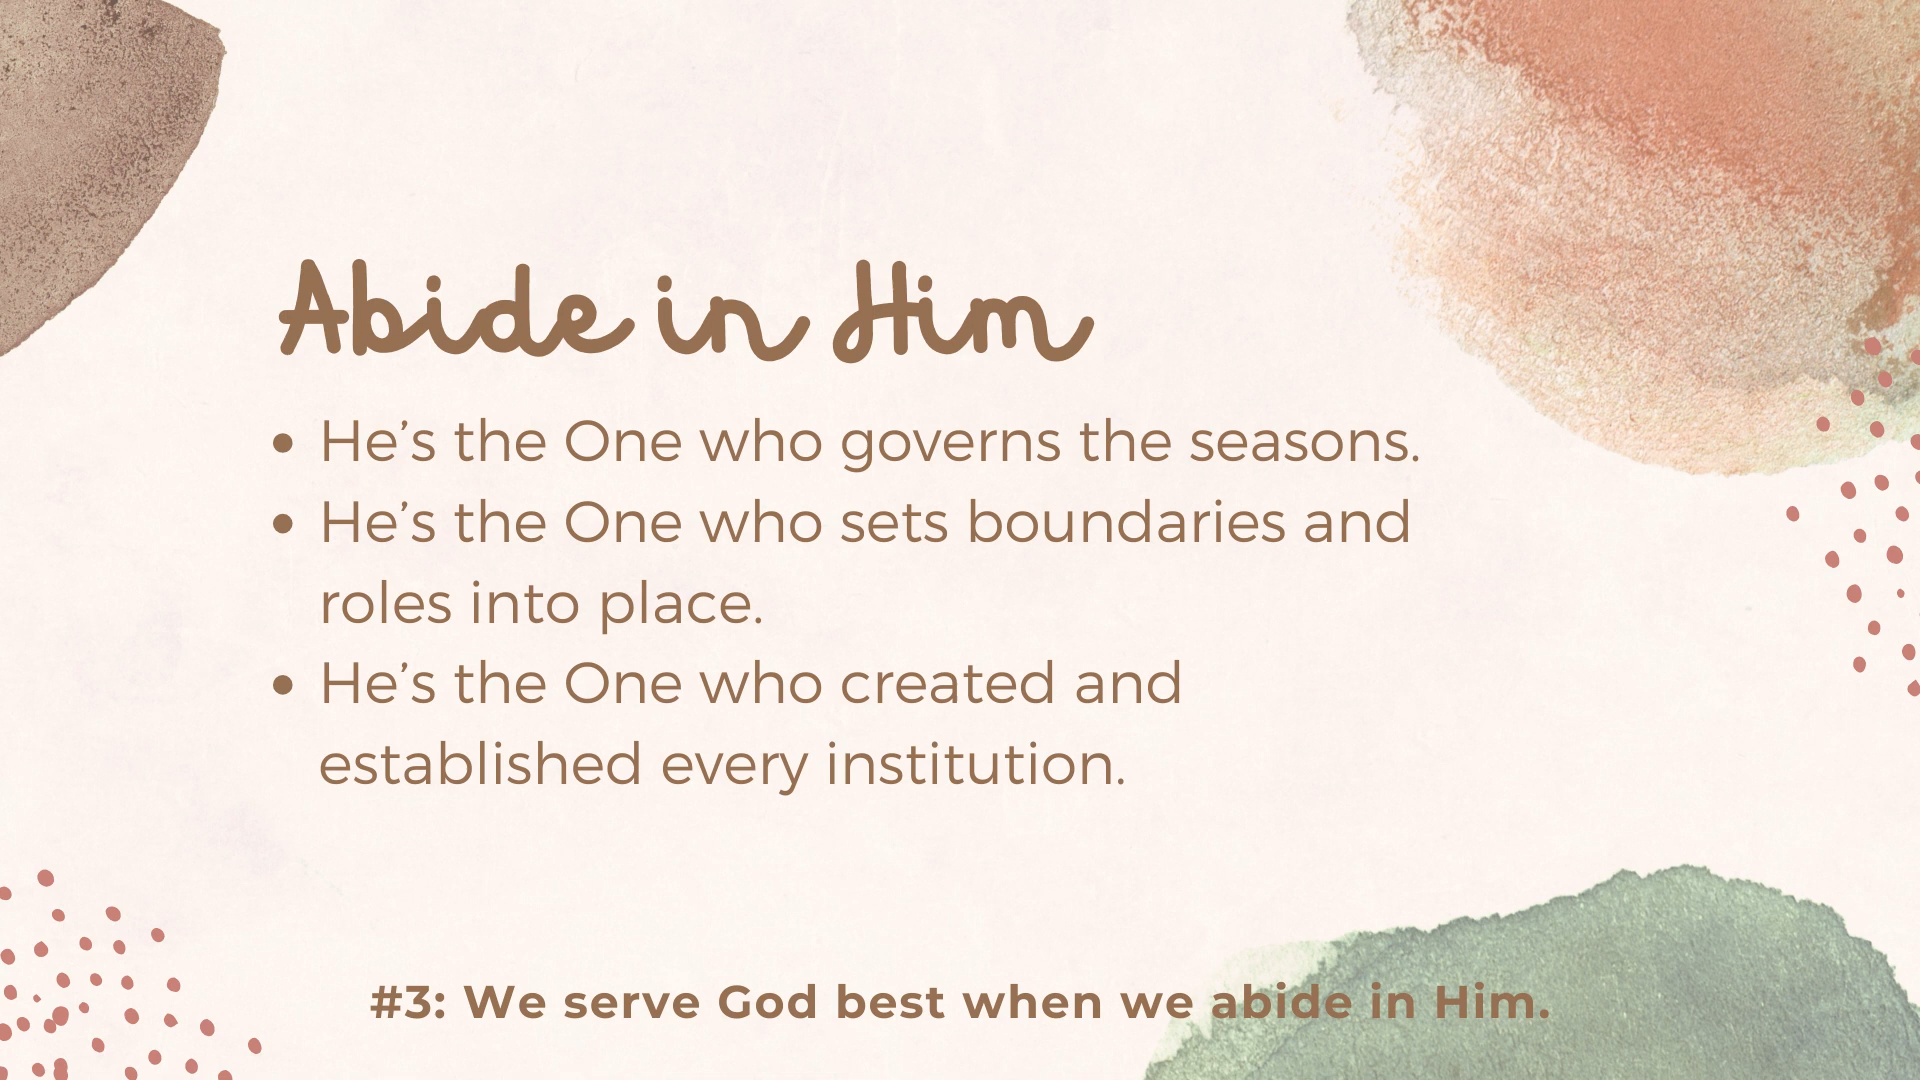 Abide in Him
• He’s the One who governs the seasons.
• He’s the One who sets boundaries and
roles into place.
• He’s the One who created and
established every institution.
#3: We serve God best when we abide in Him.